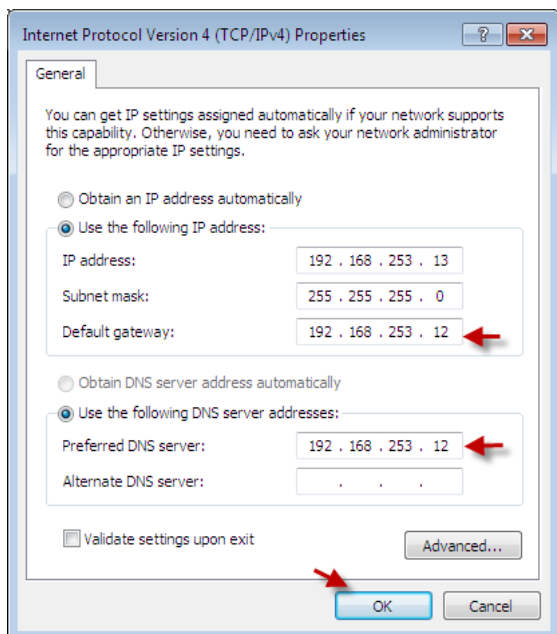 Internet Protocol Version 4 (TCP/IPv4) Properties
General
You can get IP settings assigned automatically if your network supports
this capability. Otherwise, you need to ask your network administrator
for the appropriate IP settings.
Obtain an IP address automatically
Use the following IP address:
IP address: 192 . 168 . 253 . 13
Subnet mask: 255 . 255 . 255 . 0
Default gateway: 192 . 168 . 253 . 12
Obtain DNS server address automatically
Use the following DNS server addresses:
Preferred DNS server: 192 . 168 . 253 . 12
Alternate DNS server: . . .
Validate settings upon exit
Advanced...
OK Cancel